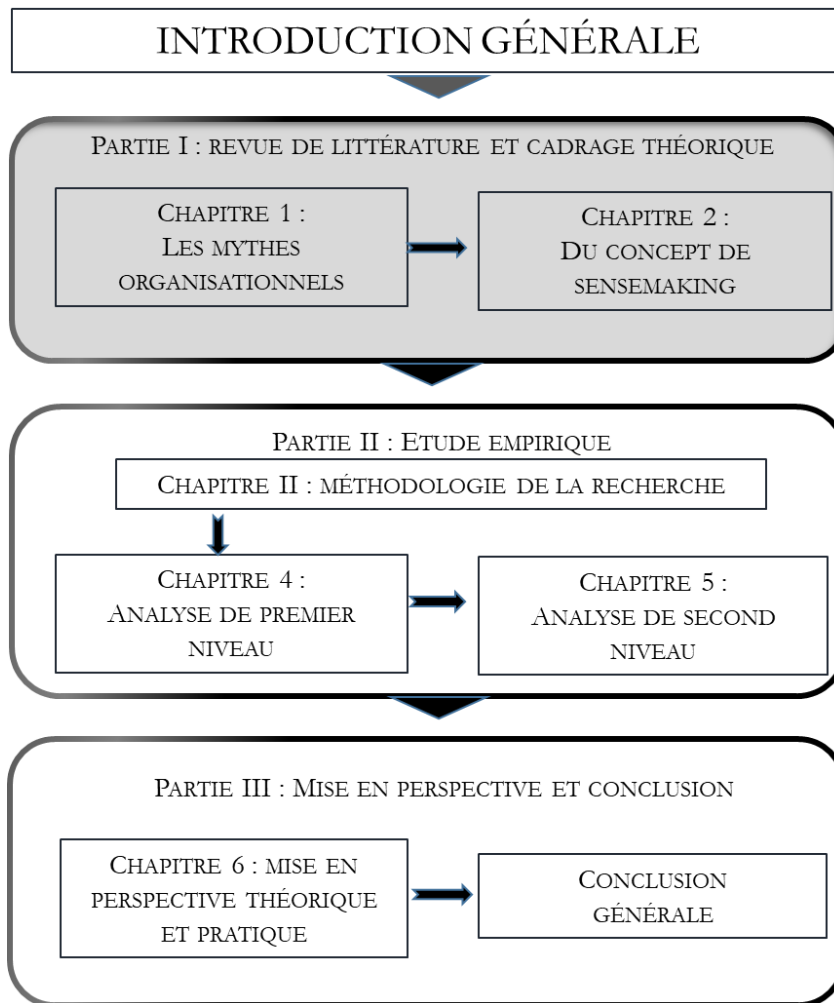 INTRODUCTION GÉNÉRALE
PARTIE I : REVUE DE LITTÉRATURE ET CADRAGE THÉORIQUE
CHAPITRE 1 :
LES MYTHES
ORGANISATIONNELS
CHAPITRE 2 :
DU CONCEPT DE
SENSEMAKING
PARTIE II : ETUDE EMPIRIQUE
CHAPITRE II : MÉTHODOLOGIE DE LA RECHERCHE
CHAPITRE 4 :
ANALYSE DE PREMIER
NIVEAU
CHAPITRE 5 :
ANALYSE DE SECOND
NIVEAU
PARTIE III : MISE EN PERSPECTIVE ET CONCLUSION
CHAPITRE 6 : MISE EN
PERSPECTIVE THÉORIQUE
ET PRATIQUE
CONCLUSION
GÉNÉRALE